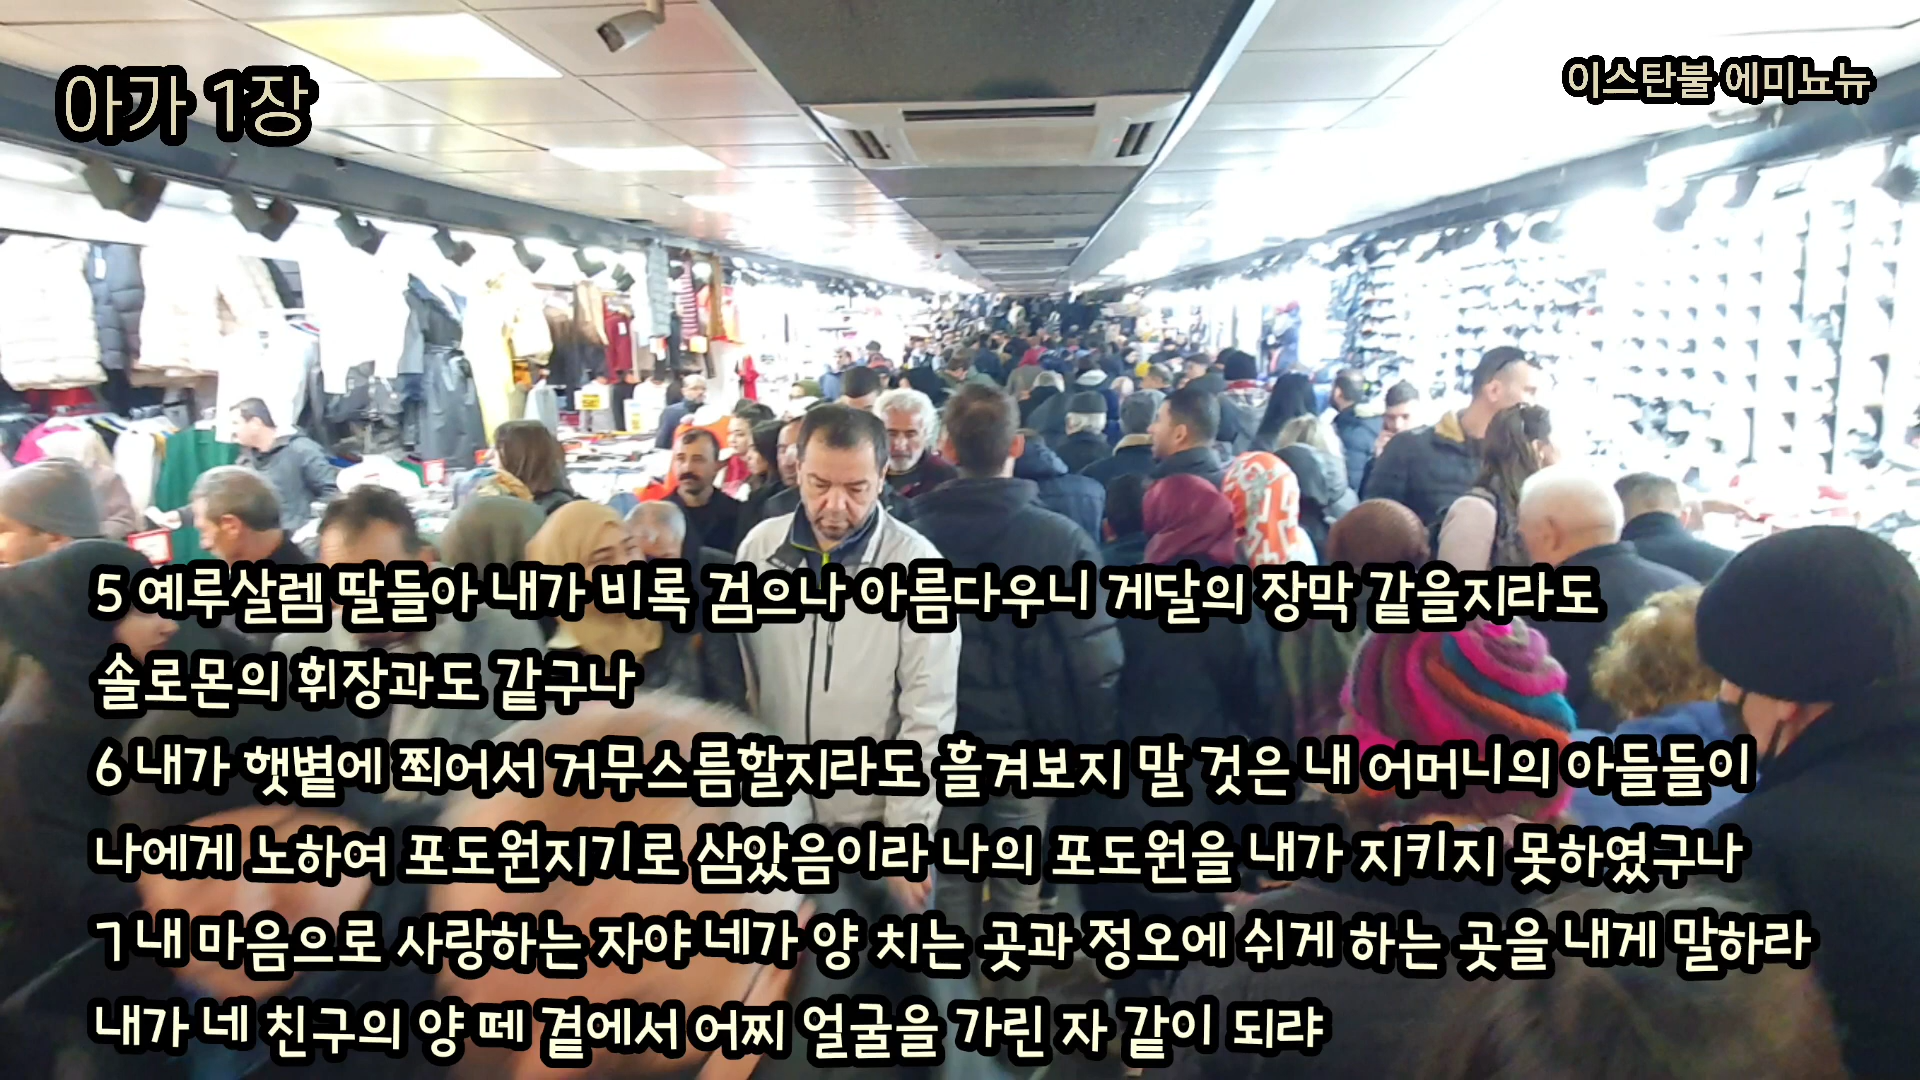 아가 1장
이스탄불 에미뇨뉴
5 예루살렘 딸들아 내가 비록 검으나 아름다우니 게달의 장막 같을지라도
솔로몬의 휘장과도 같구나
6 내가 햇볕에 쬐어서 거무스름할지라도 흘겨보지 말 것은 내 어머니의 아들들이
나에게 노하여 포도원지기로 삼았음이라 나의 포도원을 내가 지키지 못하였구나
7 내 마음으로 사랑하는 자야 네가 양 치는 곳과 정오에 쉬게 하는 곳을 내게 말하라
내가 네 친구의 양 떼 곁에서 어찌 얼굴을 가린 자 같이 되랴